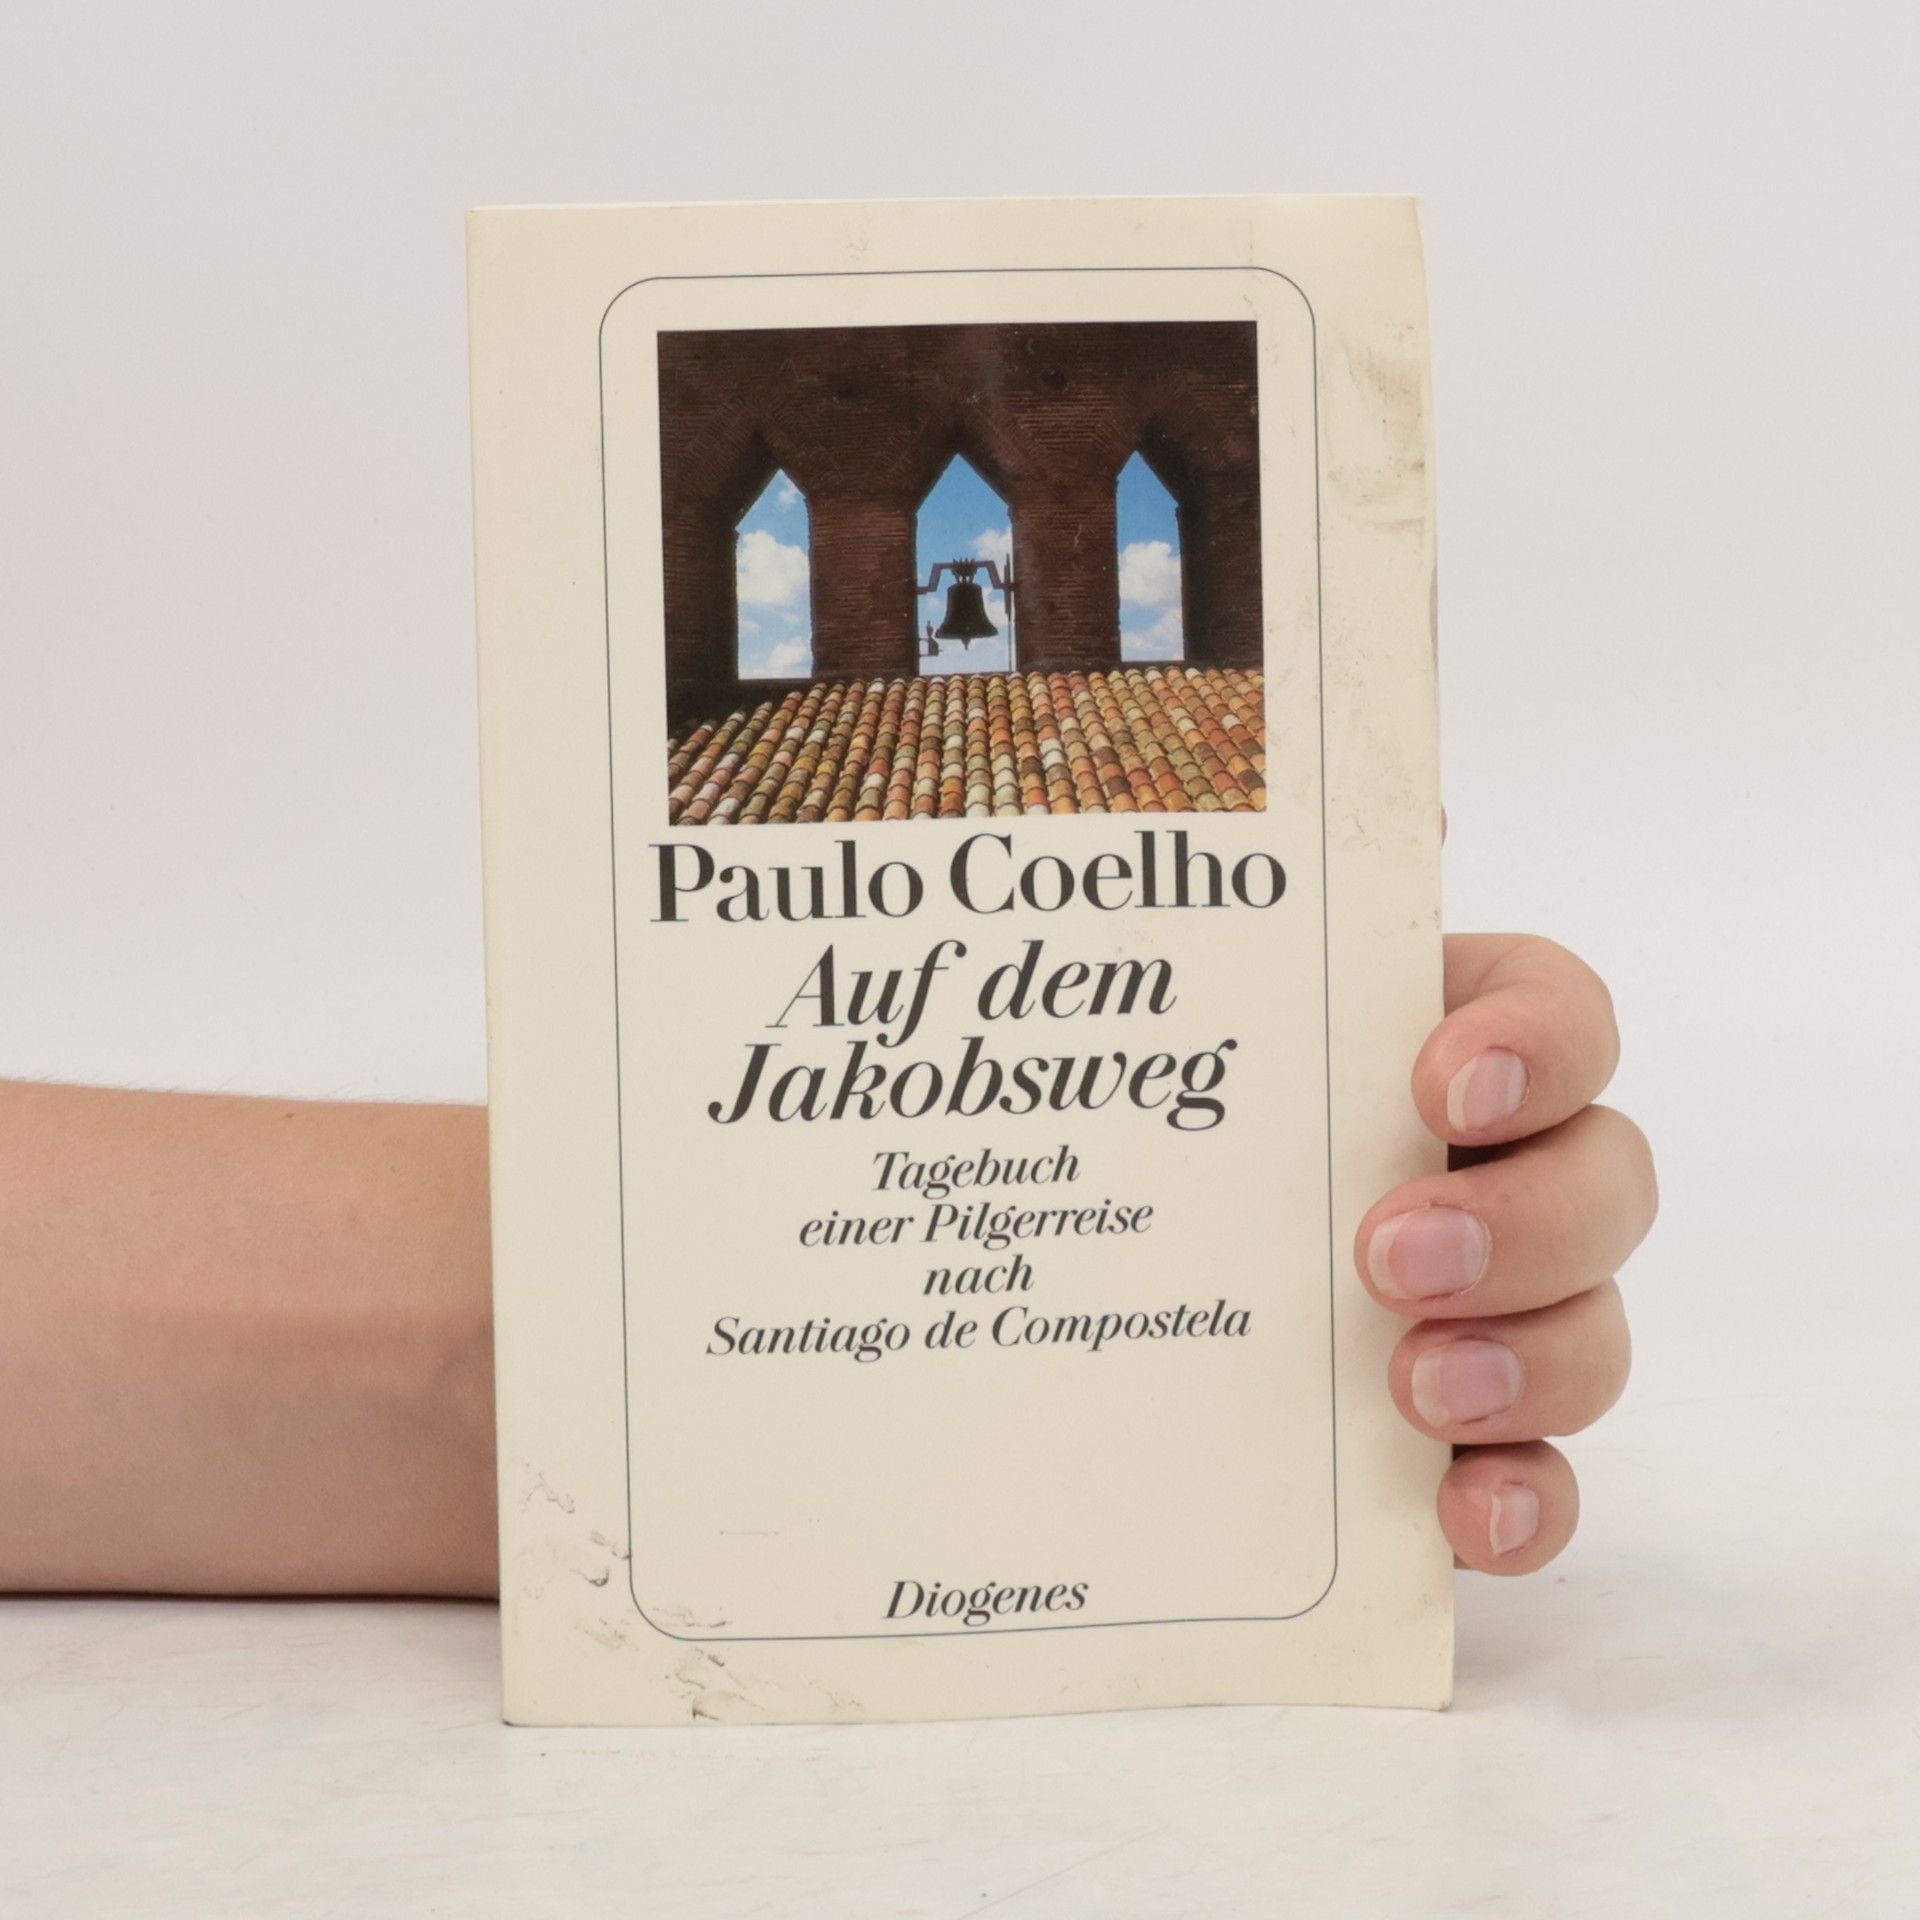 Paulo Coelho
Auf dem
Jakobsweg
Tagebuch
einer Pilgerreise
nach
Santiago de Compostela
Diogenes